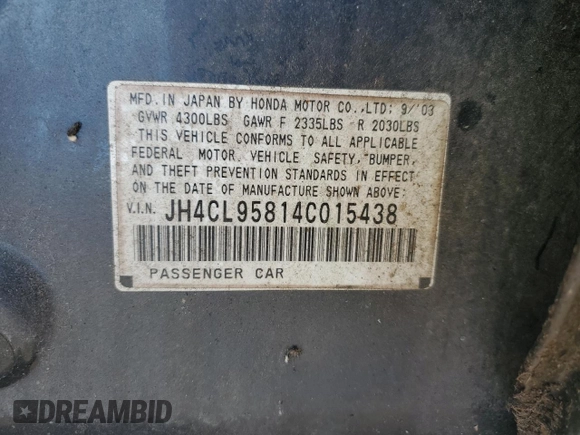 MFD. IN JAPAN BY HONDA MOTOR CO.,LTD: 9/'03
GVWR 4300LBS GAWR F 2335LBS R 2030LBS
THIS VEHICLE CONFORMS TO ALL APPLICABLE
FEDERAL MOTOR VEHICLE SAFETY, BUMPER,
AND THEFT PREVENTION STANDARDS IN EFFECT
ON THE DATE OF MANUFACTURE SHOWN ABOVE:
V.I.N. JH4CL95814C015438
PASSENGER CAR
DREAMBID